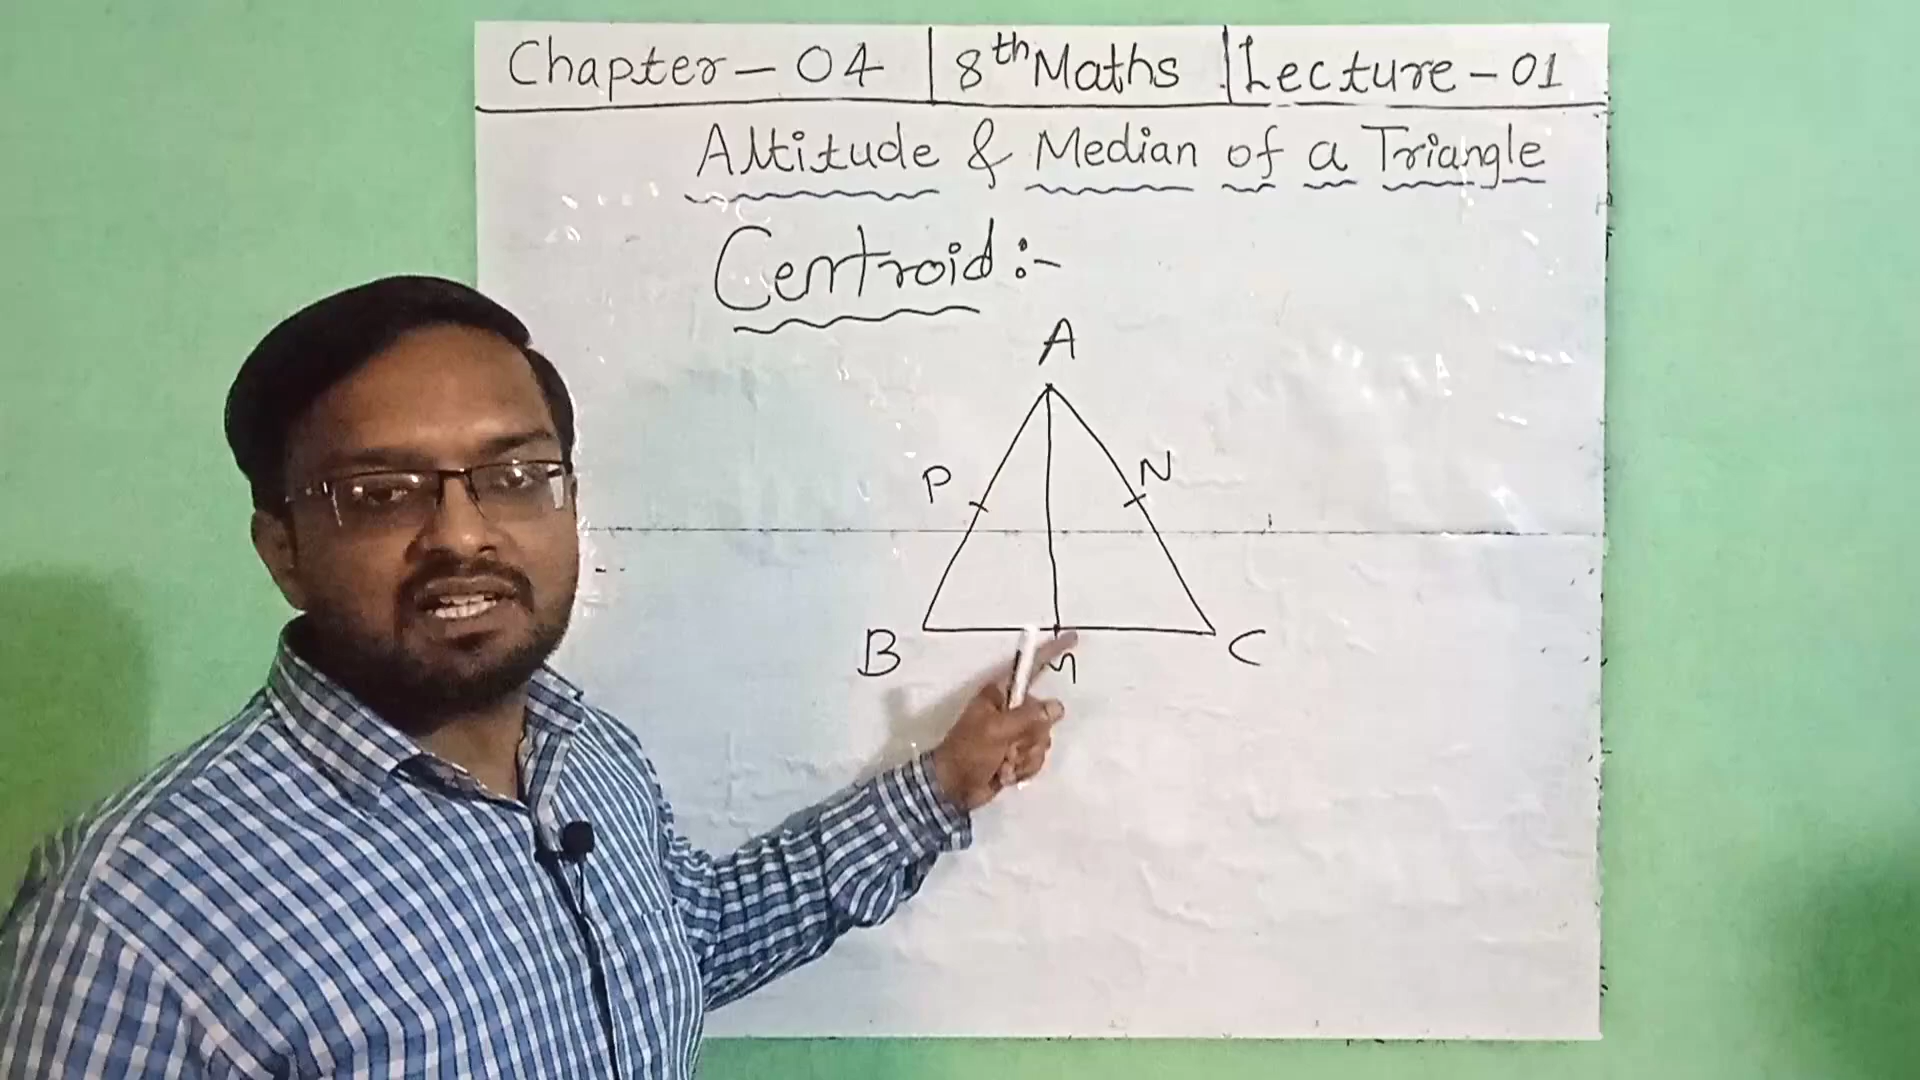 Chapter - 04 | 8th Maths | Lecture - 01
Altitude & Median of a Triangle
Centroid :-
A
P N
B M C